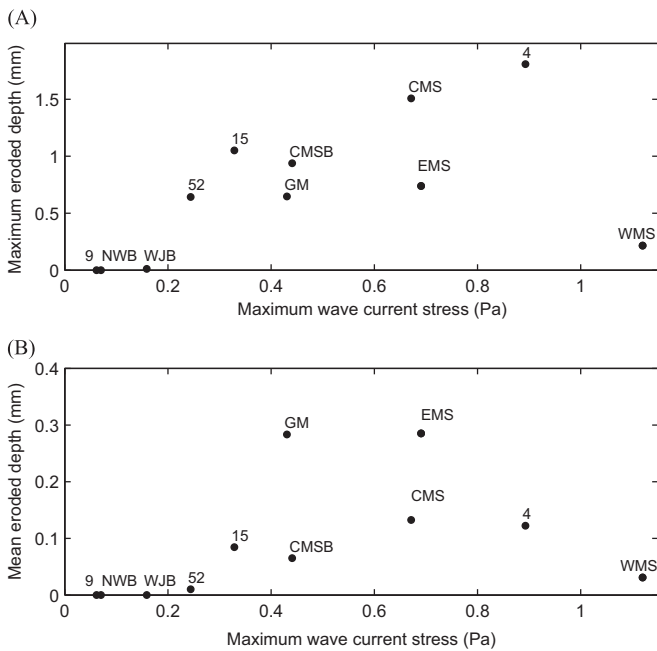 (A)
Maximum eroded depth (mm)
1.5
1
0.5
0
4
CMS
15
CMSB
EMS
52
GM
WMS
9 NWB WJB
0 0.2 0.4 0.6 0.8 1
Maximum wave current stress (Pa)
(B)
Mean eroded depth (mm)
0.4
0.3
0.2
0.1
0
GM
EMS
CMS
4
15
CMSB
WMS
9 NWB WJB 52
0 0.2 0.4 0.6 0.8 1
Maximum wave current stress (Pa)